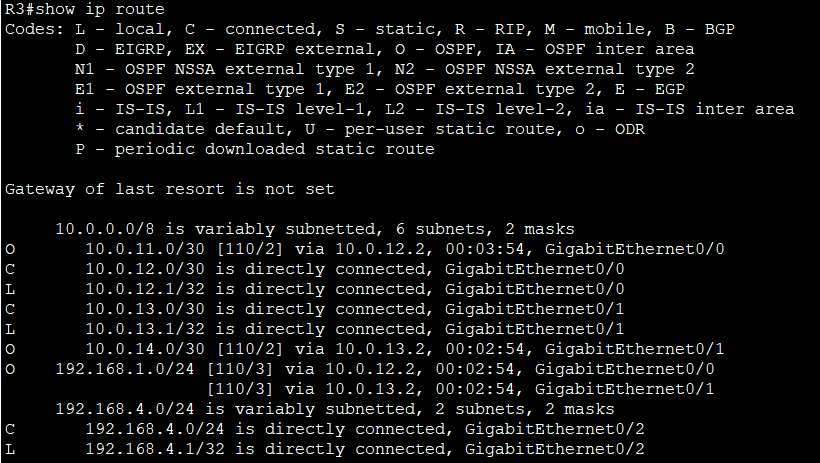 R3#show ip route
Codes: L - local, C - connected, S - static, R - RIP, M - mobile, B - BGP
       D - EIGRP, EX - EIGRP external, O - OSPF, IA - OSPF inter area
       N1 - OSPF NSSA external type 1, N2 - OSPF NSSA external type 2
       E1 - OSPF external type 1, E2 - OSPF external type 2, E - EGP
       i - IS-IS, L1 - IS-IS level-1, L2 - IS-IS level-2, ia - IS-IS inter area
       * - candidate default, U - per-user static route, o - ODR
       P - periodic downloaded static route

Gateway of last resort is not set

     10.0.0.0/8 is variably subnetted, 6 subnets, 2 masks
O       10.0.11.0/30 [110/2] via 10.0.12.2, 00:03:54, GigabitEthernet0/0
C       10.0.12.0/30 is directly connected, GigabitEthernet0/0
L       10.0.12.1/32 is directly connected, GigabitEthernet0/0
C       10.0.13.0/30 is directly connected, GigabitEthernet0/1
L       10.0.13.1/32 is directly connected, GigabitEthernet0/1
O       10.0.14.0/30 [110/2] via 10.0.13.2, 00:02:54, GigabitEthernet0/1
O    192.168.1.0/24 [110/3] via 10.0.12.2, 00:02:54, GigabitEthernet0/0
                    [110/3] via 10.0.13.2, 00:02:54, GigabitEthernet0/1
     192.168.4.0/24 is variably subnetted, 2 subnets, 2 masks
C       192.168.4.0/24 is directly connected, GigabitEthernet0/2
L       192.168.4.1/32 is directly connected, GigabitEthernet0/2